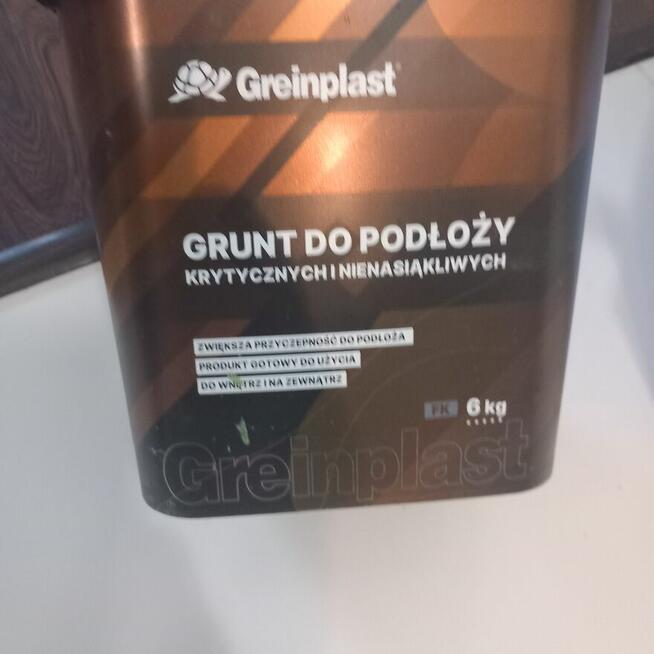 Greinplast
GRUNT DO PODŁOŻY
KRYTYCZNYCH I NIENASIĄKLIWYCH
ZWIĘKSZA PRZYCZEPNOŚĆ DO PODŁOŻA
PRODUKT GOTOWY DO UŻYCIA
DO WNĘTRZ I NA ZEWNĄTRZ
FK 6 kg
Greinplast